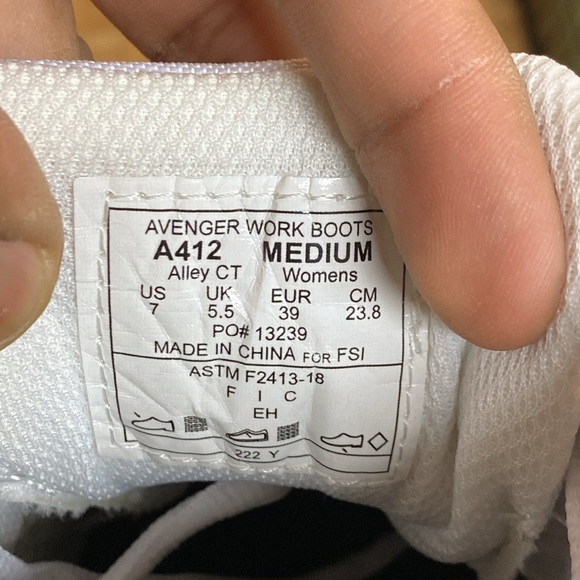 AVENGER WORK BOOTS
A412 MEDIUM
Alley CT Womens
US UK EUR CM
7 5.5 39 23.8
PO# 13239
MADE IN CHINA FOR FSI
ASTM F2413-18
F I C
EH
222 Y